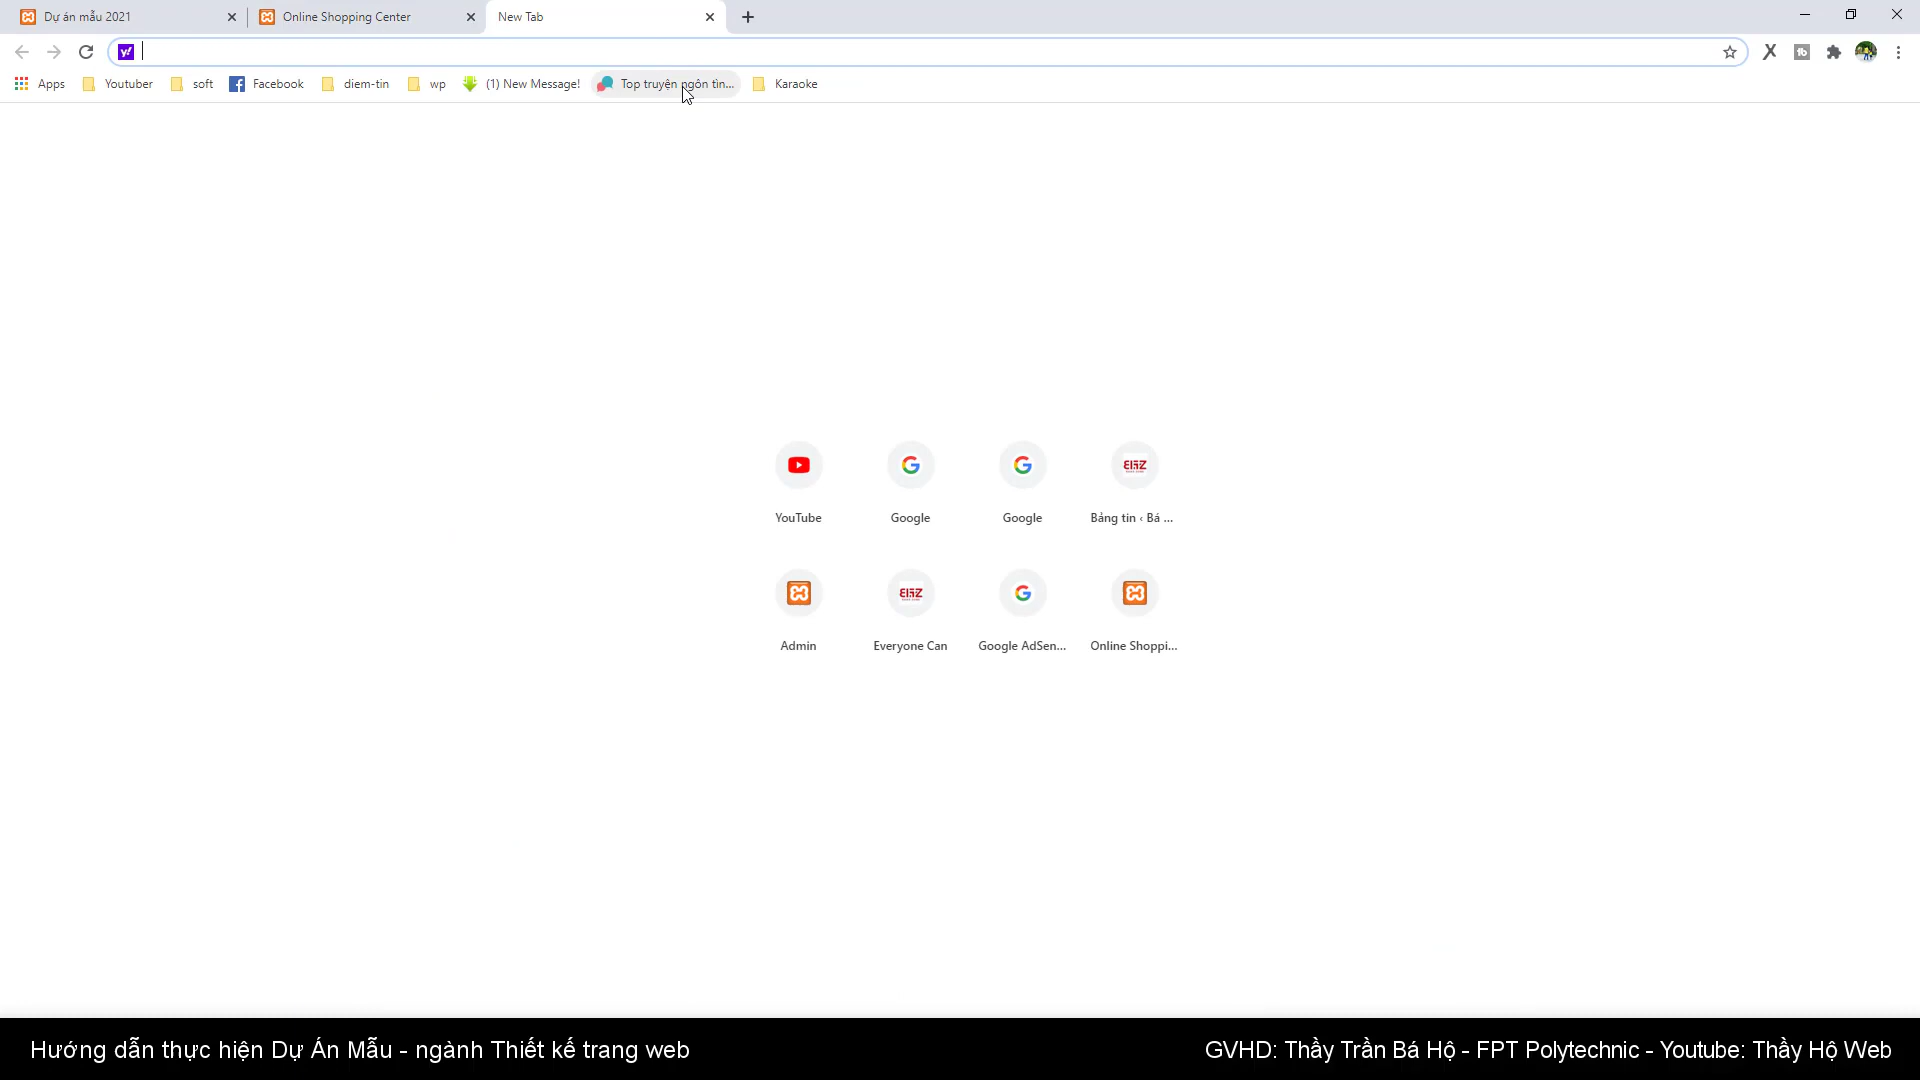 Dự án mẫu 2021
Online Shopping Center
New Tab
y!
Apps
Youtuber
soft
Facebook
diem-tin
wp
(1) New Message!
Top truyện ngôn tìn...
Karaoke
YouTube
Google
Google
Bảng tin ‹ Bá ...
Admin
Everyone Can
Google AdSen...
Online Shoppi...
Hướng dẫn thực hiện Dự Án Mẫu - ngành Thiết kế trang web
GVHD: Thầy Trần Bá Hộ - FPT Polytechnic - Youtube: Thầy Hộ Web